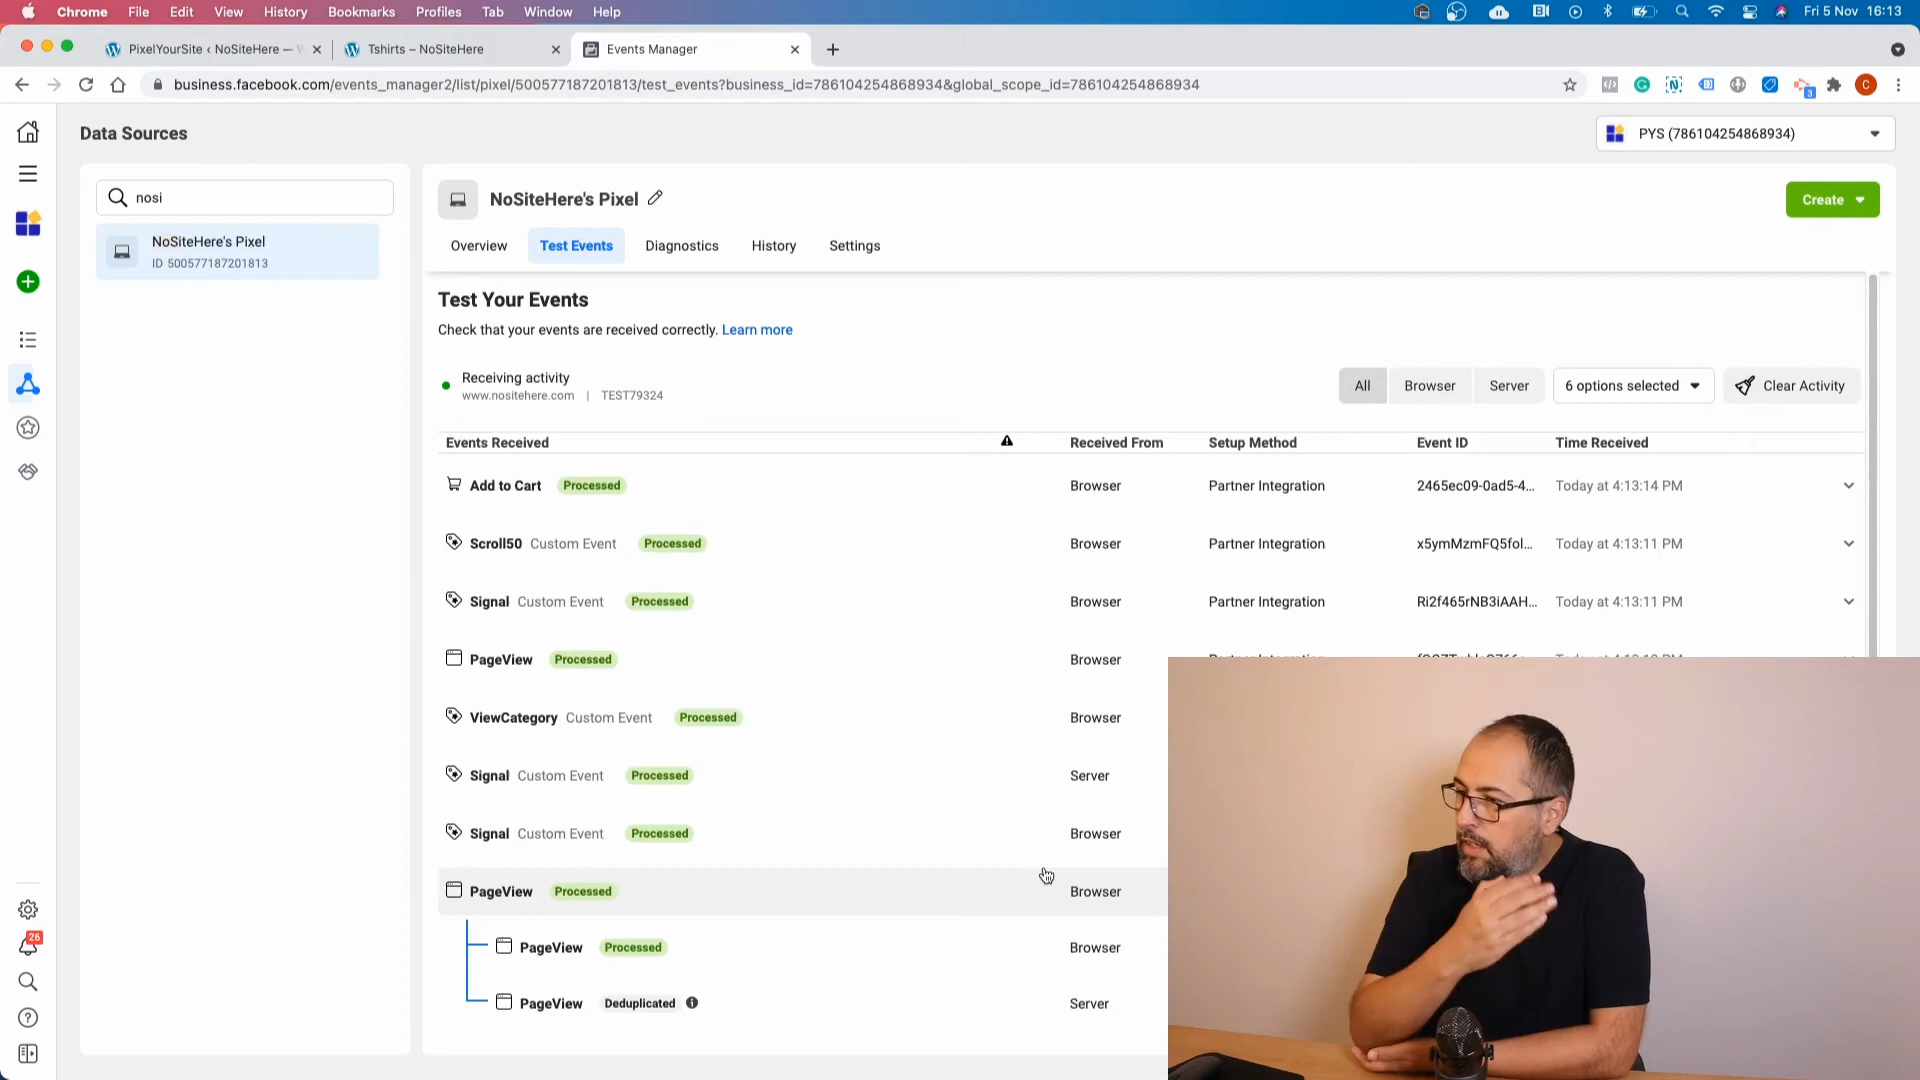 Chrome File Edit View History Bookmarks Profiles Tab Window Help Fri 5 Nov 16:13
PixelYourSite ‹ NoSiteHere — Tshirts – NoSiteHere Events Manager
business.facebook.com/events_manager2/list/pixel/500577187201813/test_events?business_id=786104254868934&global_scope_id=786104254868934
C
3
Data Sources
PYS (786104254868934)
nosi
NoSiteHere's Pixel
ID 500577187201813
NoSiteHere's Pixel
Create
Overview Test Events Diagnostics History Settings
Test Your Events
Check that your events are received correctly. Learn more
Receiving activity
www.nositehere.com | TEST79324
All Browser Server 6 options selected Clear Activity
Events Received Received From Setup Method Event ID Time Received
Add to Cart Processed Browser Partner Integration 2465ec09-0ad5-4... Today at 4:13:14 PM
Scroll50 Custom Event Processed Browser Partner Integration x5ymMzmFQ5fol... Today at 4:13:11 PM
Signal Custom Event Processed Browser Partner Integration Ri2f465rNB3iAAH... Today at 4:13:11 PM
PageView Processed Browser
ViewCategory Custom Event Processed Browser
Signal Custom Event Processed Server
Signal Custom Event Processed Browser
PageView Processed Browser
PageView Processed Browser
PageView Deduplicated Server
26